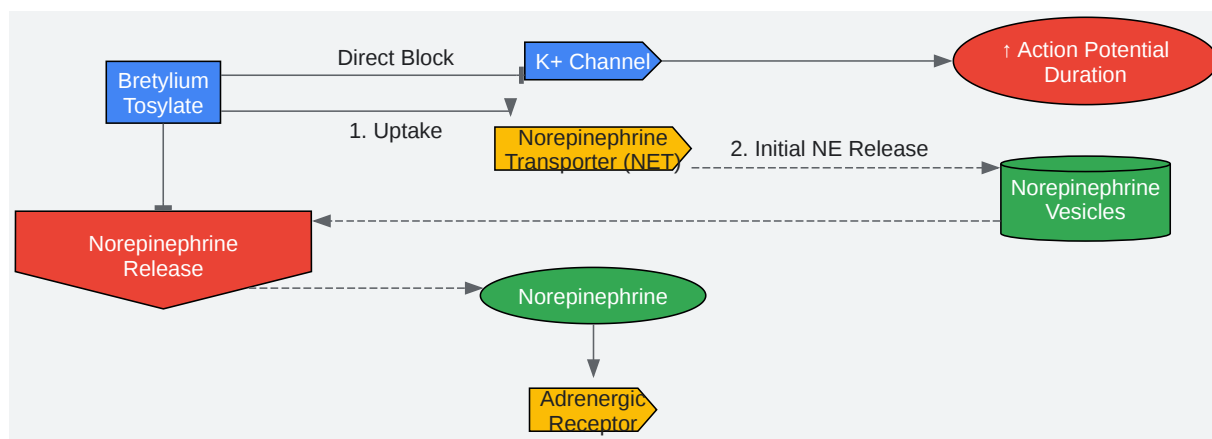 Direct Block
K+ Channel
↑ Action Potential
Duration
Bretylium
Tosylate
1. Uptake
Norepinephrine
Transporter (NET)
2. Initial NE Release
Norepinephrine
Vesicles
Norepinephrine
Release
Norepinephrine
Adrenergic
Receptor